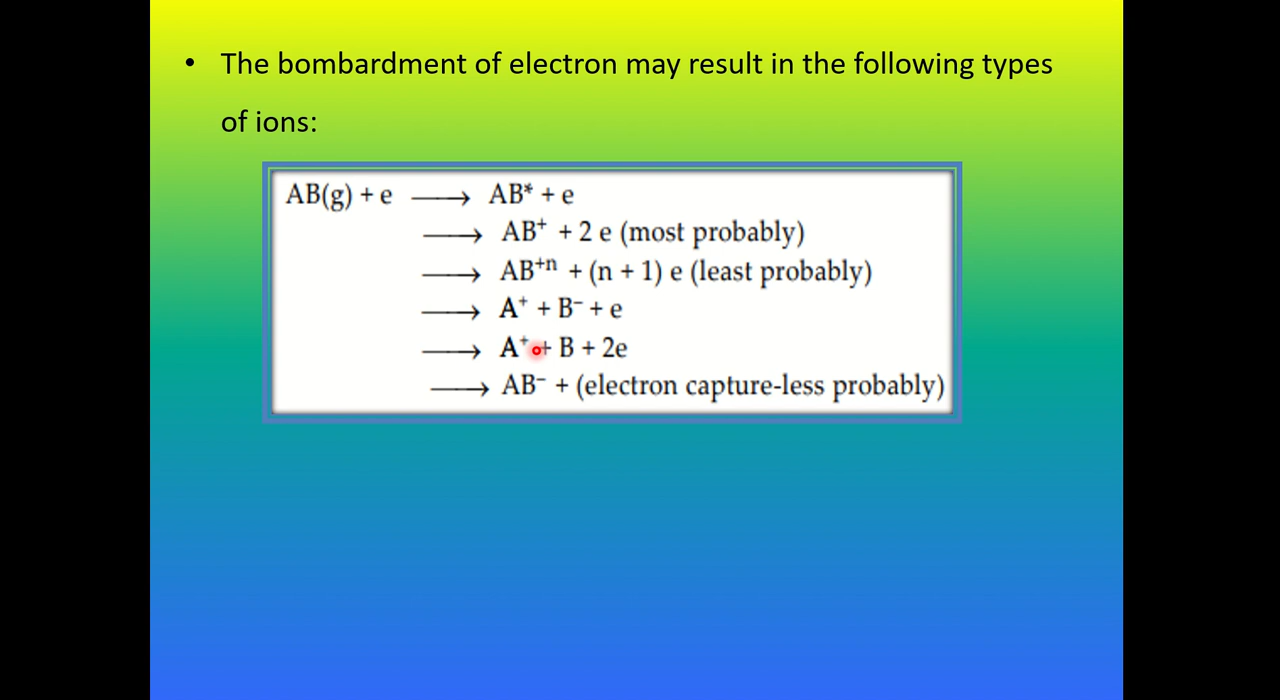 • The bombardment of electron may result in the following types
of ions:
AB(g) + e ⟶ AB* + e
⟶ AB⁺ + 2 e (most probably)
⟶ AB⁺ⁿ + (n + 1) e (least probably)
⟶ A⁺ + B⁻ + e
⟶ A⁺ + B + 2e
⟶ AB⁻ + (electron capture-less probably)